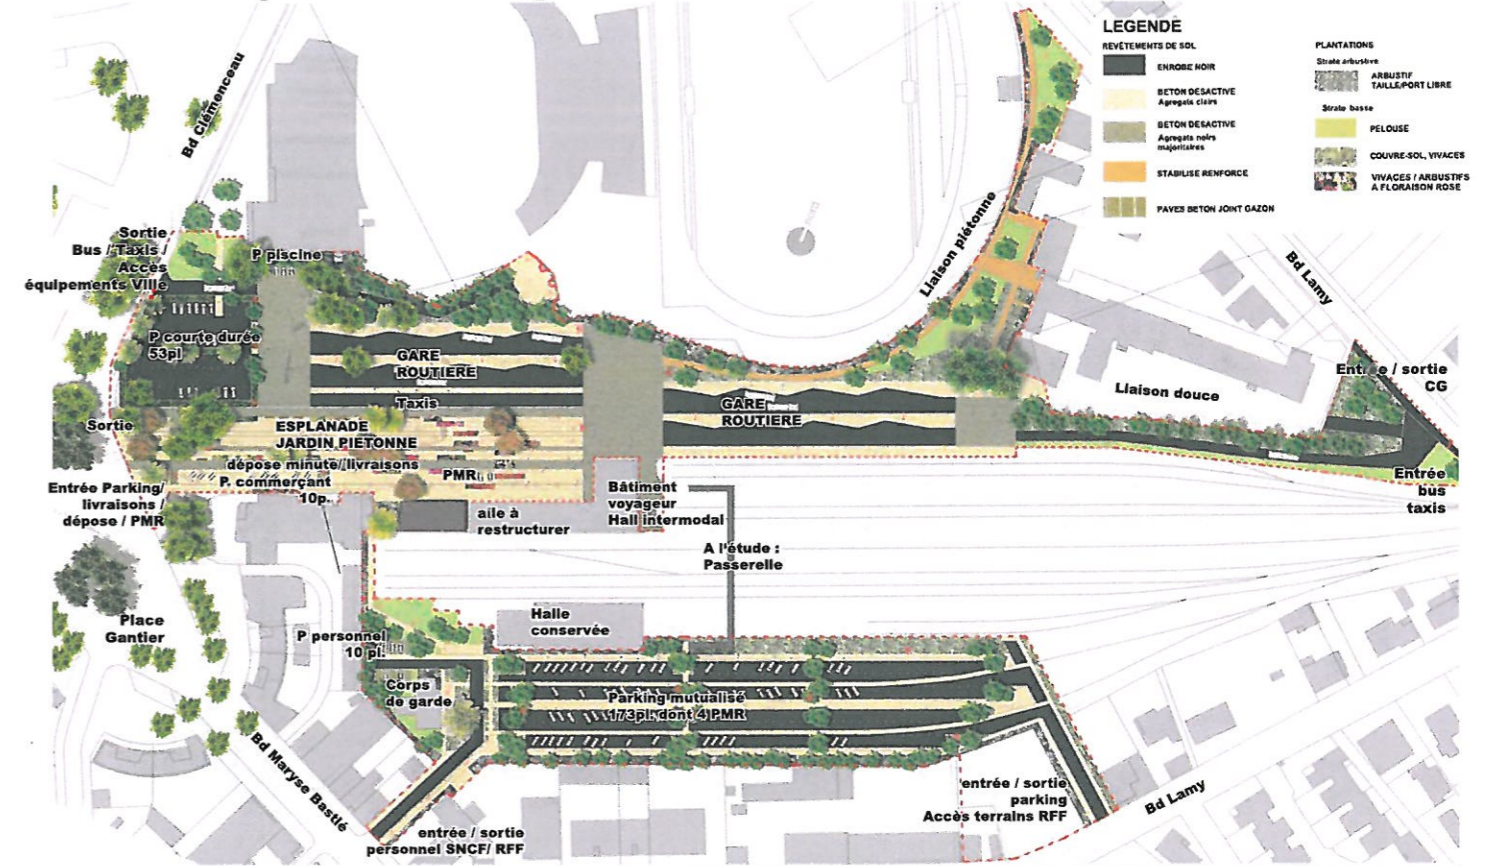 Bd Clémenceau
Sortie
Bus / Taxis /
Accès
équipements Ville
P piscine
P courte durée
53pl
GARE
ROUTIERE
Taxis
Sortie
ESPLANADE
JARDIN PIETONNE
dépose minute/ livraisons
P. commerçant
10p.
PMR
Entrée Parking/
livraisons /
dépose / PMR
aile à
restructurer
Bâtiment
voyageur
Hall intermodal
GARE
ROUTIERE
Liaison piétonne
Liaison douce
Bd Lamy
Entrée / sortie
CG
Entrée
bus
taxis
A l'étude :
Passerelle
Place
Gantier
Halle
conservée
P personnel
10 pl.
Corps
de garde
Parking mutualisé
173pl. dont 4 PMR
Bd Maryse Bastié
entrée / sortie
personnel SNCF/ RFF
entrée / sortie
parking
Accès terrains RFF
Bd Lamy
LEGENDE
REVÊTEMENTS DE SOL
ENROBE NOIR
BETON DESACTIVE
Agregats clairs
BETON DESACTIVE
Agregats noirs
majoritaires
STABILISE RENFORCE
PAVES BETON JOINT GAZON
PLANTATIONS
Strate arbustive
ARBUSTIF
TAILLE/PORT LIBRE
Strate basse
PELOUSE
COUVRE-SOL, VIVACES
VIVACES / ARBUSTIFS
A FLORAISON ROSE